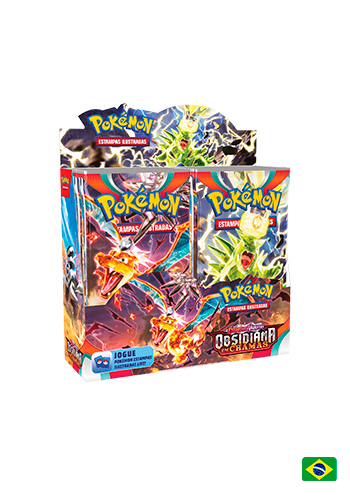 POKÉMON
ESTAMPAS ILUSTRADAS
POKÉMON
ESTAMPAS ILUSTRADAS
POKÉMON
ESTAMPAS
POKÉMON
ESTAMPAS ILUSTRADAS
OBSIDIANA
EM CHAMAS
JOGUE
POKÉMON ESTAMPAS
ILUSTRADAS LIVE!